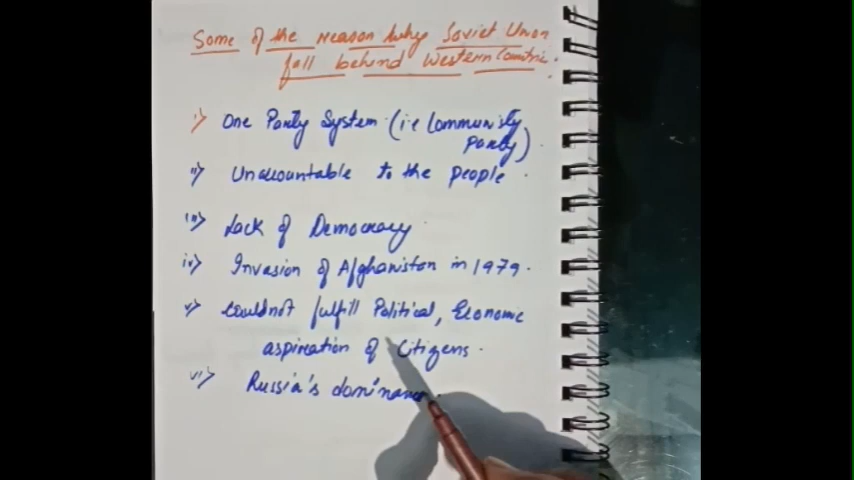 Some of the reason why Soviet Union
fall behind Western Countries.
i> One Party System (i.e Communisty
party).
ii> Unaccountable to the people.
iii> Lack of Democracy.
iv> Invasion of Afghanistan in 1979.
v> Couldnot fulfill Political, Economic
aspiration of Citizens.
vi> Russia's dominance.